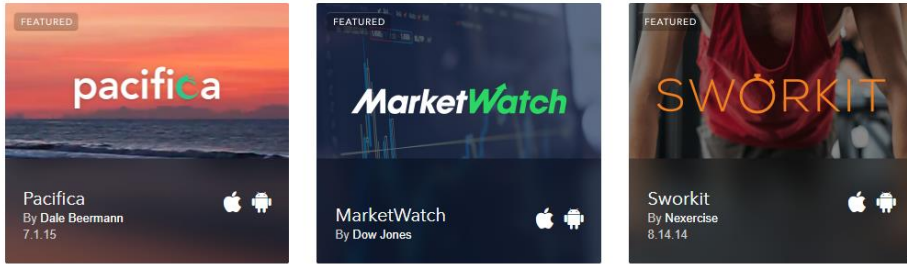 FEATURED
pacifica
Pacifica
By Dale Beermann
7.1.15
FEATURED
MarketWatch
MarketWatch
By Dow Jones
FEATURED
SWORKIT
Sworkit
By Nexercise
8.14.14